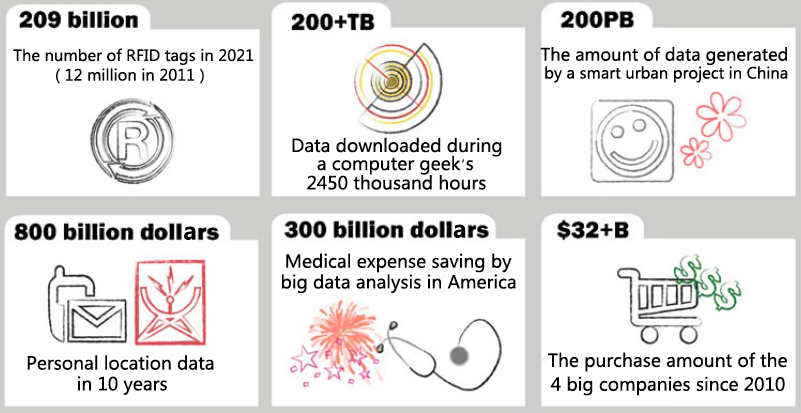 209 billion
The number of RFID tags in 2021
( 12 million in 2011 )
R
200+TB
Data downloaded during
a computer geek's
2450 thousand hours
200PB
The amount of data generated
by a smart urban project in China
800 billion dollars
Personal location data
in 10 years
300 billion dollars
Medical expense saving by
big data analysis in America
$32+B
$$$
The purchase amount of the
4 big companies since 2010